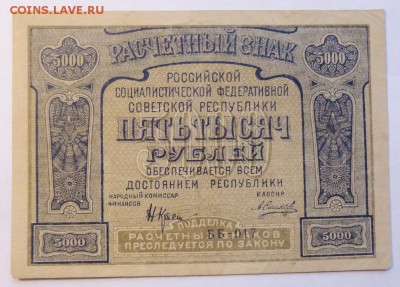 COINS.LAVE.RU
5000 РАСЧЕТНЫЙ ЗНАК 5000
РОССИЙСКОЙ
СОЦИАЛИСТИЧЕСКОЙ ФЕДЕРАТИВНОЙ
СОВЕТСКОЙ РЕСПУБЛИКИ
ПЯТЬ ТЫСЯЧ
РУБЛЕЙ
ОБЕСПЕЧИВАЕТСЯ ВСЕМ
ДОСТОЯНИЕМ РЕСПУБЛИКИ
НАРОДНЫЙ КОМИССАР КАССИР
ФИНАНСОВ
ПОДДЕЛКА
5000 РАСЧЕТНЫХ ЗНАКОВ 5000
ПРЕСЛЕДУЕТСЯ ПО ЗАКОНУ